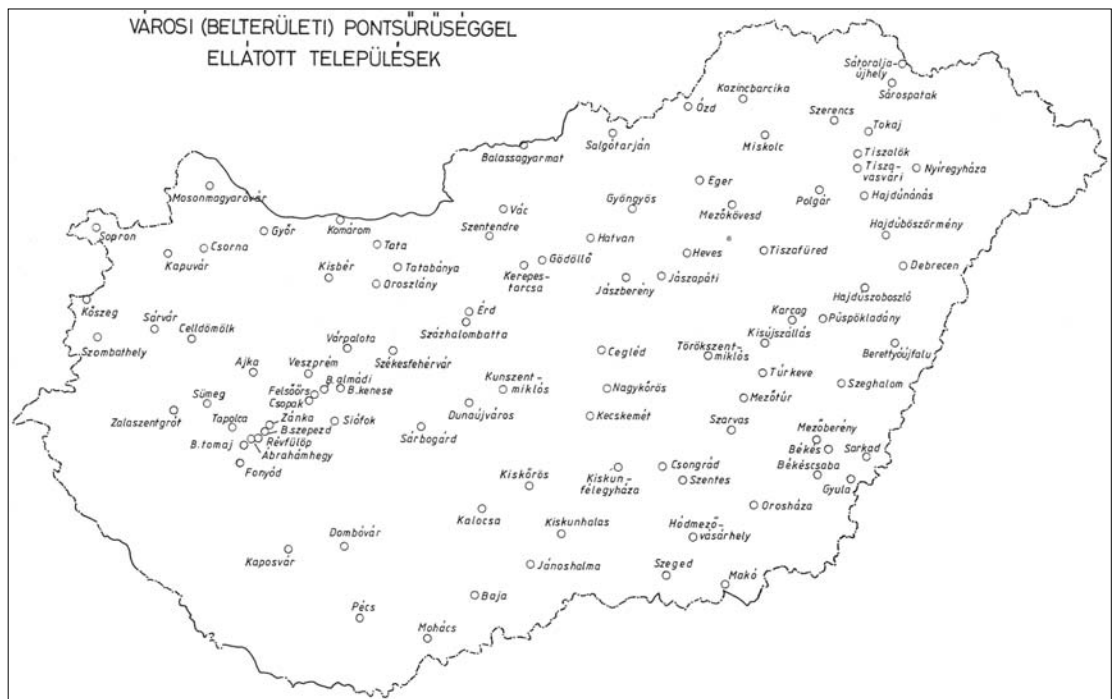 VÁROSI (BELTERÜLETI) PONTSŰRŰSÉGGEL
ELLÁTOTT TELEPÜLÉSEK
Sátoralja-
újhely
Sárospatak
Kazincbarcika
Ózd
Szerencs
Tokaj
Salgótarján
Miskolc
Balassagyarmat
Tiszalök
Tisza-
vasvári
Nyíregyháza
Eger
Polgár
Hajdúnánás
Mosonmagyaróvár
Vác
Gyöngyös
Mezőkövesd
Hajdúböszörmény
Sopron
Győr
Komárom
Szentendre
Hatvan
Csorna
Kapuvár
Tata
Gödöllő
Heves
Tiszafüred
Debrecen
Kisbér
Tatabánya
Oroszlány
Kerepes-
tarcsa
Jászberény
Jászapáti
Hajdúszoboszló
Kőszeg
Érd
Sárvár
Celldömölk
Százhalombatta
Karcag
Püspökladány
Kisújszállás
Szombathely
Várpalota
Székesfehérvár
Cegléd
Törökszent-
miklós
Berettyóújfalu
Ajka
Veszprém
Túrkeve
B.almádi
B.kenese
Felsőörs
Csopak
Kunszent-
miklós
Nagykőrös
Szeghalom
Sümeg
Mezőtúr
Dunaújváros
Zalaszentgrót
Tapolca
Zánka
Siófok
Kecskemét
Szarvas
B.szepezd
Sárbogárd
Mezőberény
B.tomaj
Révfülöp
Ábrahámhegy
Békés
Sarkad
Fonyód
Csongrád
Békéscsaba
Kiskőrös
Kiskun-
félegyháza
Szentes
Gyula
Orosháza
Kalocsa
Kiskunhalas
Hódmező-
vásárhely
Dombóvár
Kaposvár
Jánoshalma
Szeged
Makó
Baja
Pécs
Mohács